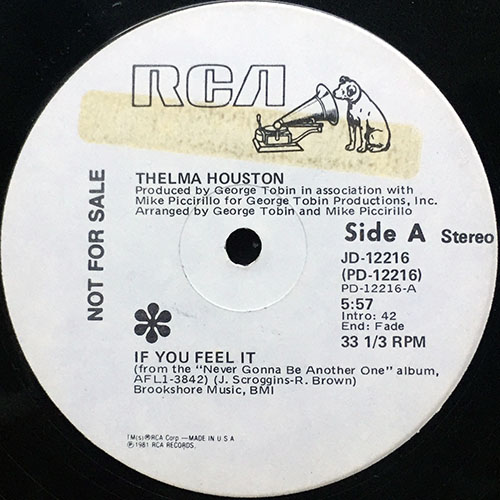 RCA
THELMA HOUSTON
Produced by George Tobin in association with
Mike Piccirillo for George Tobin Productions, Inc.
Arranged by George Tobin and Mike Piccirillo
NOT FOR SALE
Side A Stereo
JD-12216
(PD-12216)
PD-12216-A
5:57
Intro: 42
End: Fade
33 1/3 RPM
IF YOU FEEL IT
(from the "Never Gonna Be Another One" album,
AFL1-3842) (J. Scroggins-R. Brown)
Brookshore Music, BMI
TM(s)®RCA Corp —MADE IN U S A
℗1981 RCA RECORDS.